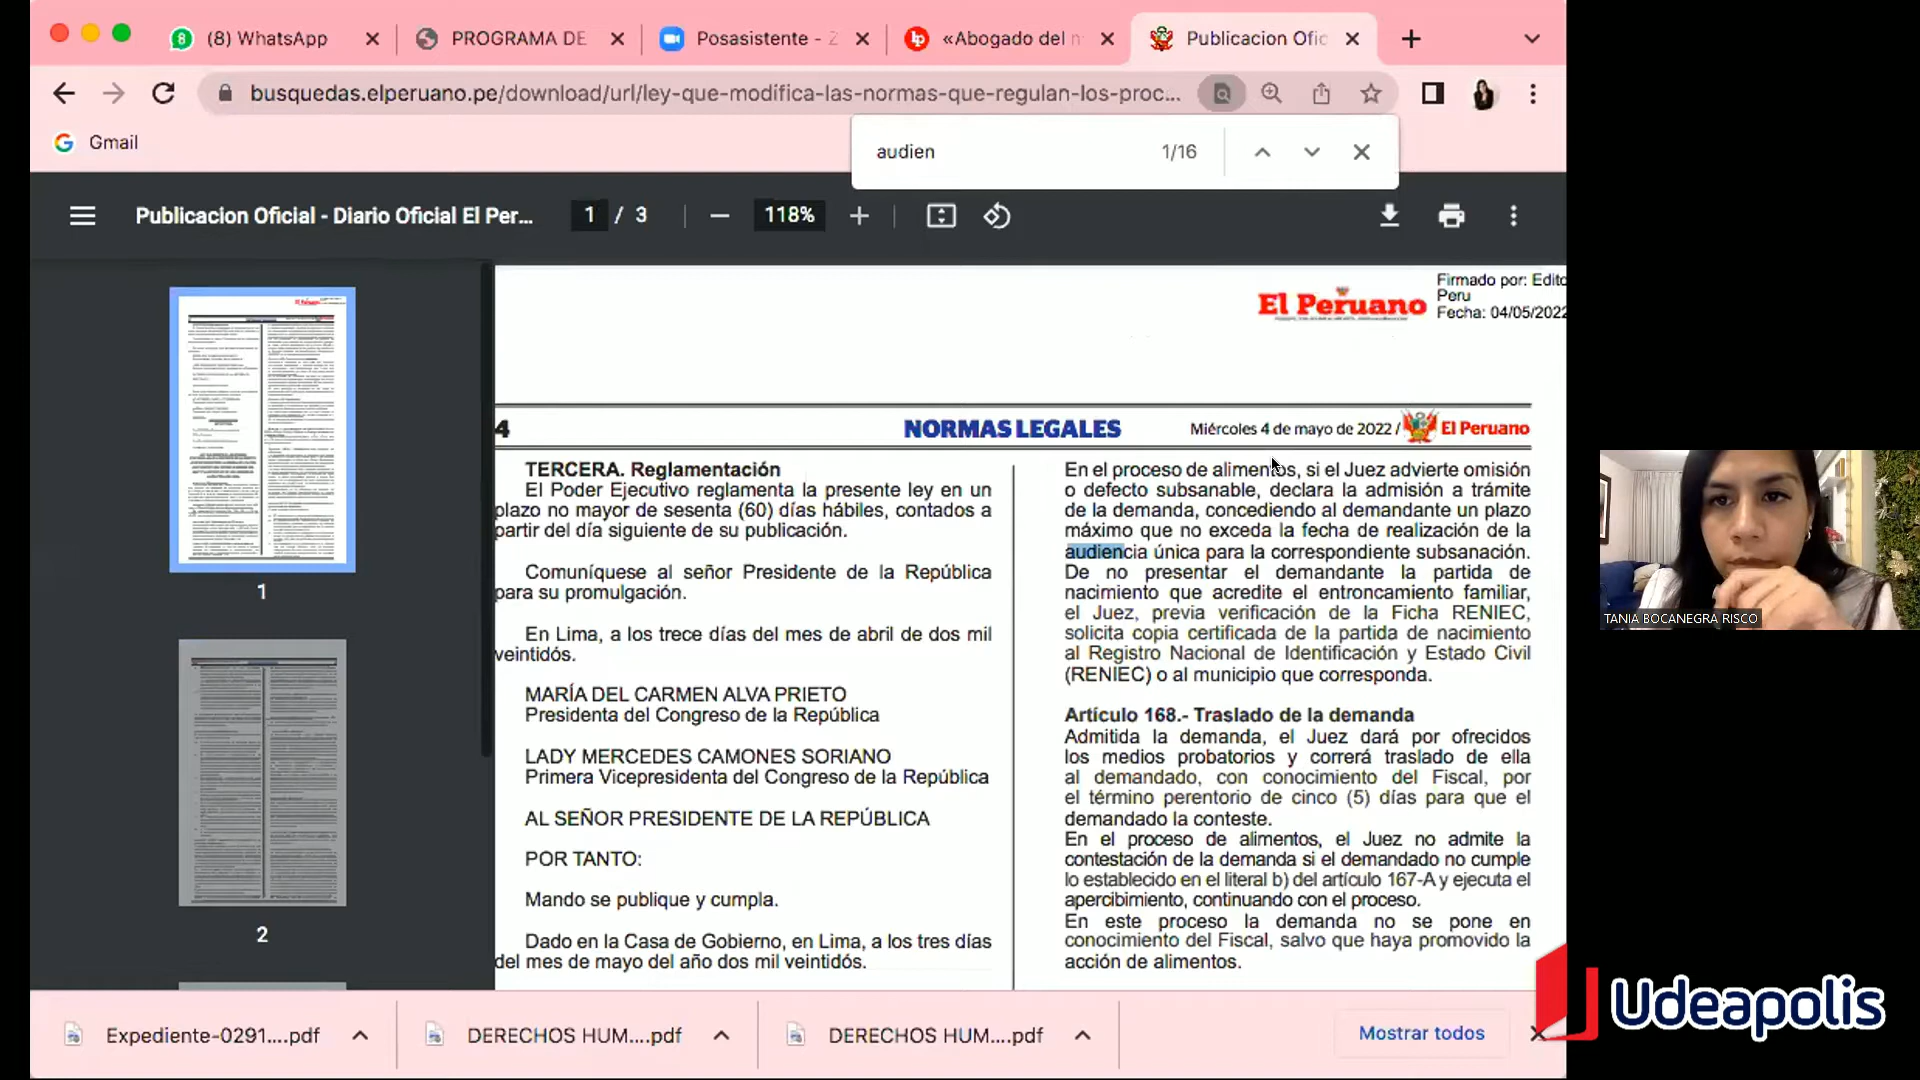 (8) WhatsApp
PROGRAMA DE
Posasistente - Z
«Abogado del n
Publicacion Ofic
busquedas.elperuano.pe/download/url/ley-que-modifica-las-normas-que-regulan-los-proc...
Gmail
audien
1/16
Publicacion Oficial - Diario Oficial El Per...
1 / 3
118%
1
2
El Peruano
Firmado por: Edito
Peru
Fecha: 04/05/2022
4
NORMAS LEGALES
Miércoles 4 de mayo de 2022 /
El Peruano
TERCERA. Reglamentación
El Poder Ejecutivo reglamenta la presente ley en un
plazo no mayor de sesenta (60) días hábiles, contados a
partir del día siguiente de su publicación.
Comuníquese al señor Presidente de la República
para su promulgación.
En Lima, a los trece días del mes de abril de dos mil
veintidós.
MARÍA DEL CARMEN ALVA PRIETO
Presidenta del Congreso de la República
LADY MERCEDES CAMONES SORIANO
Primera Vicepresidenta del Congreso de la República
AL SEÑOR PRESIDENTE DE LA REPÚBLICA
POR TANTO:
Mando se publique y cumpla.
Dado en la Casa de Gobierno, en Lima, a los tres días
del mes de mayo del año dos mil veintidós.
En el proceso de alimentos, si el Juez advierte omisión
o defecto subsanable, declara la admisión a trámite
de la demanda, concediendo al demandante un plazo
máximo que no exceda la fecha de realización de la
audiencia única para la correspondiente subsanación.
De no presentar el demandante la partida de
nacimiento que acredite el entroncamiento familiar,
el Juez, previa verificación de la Ficha RENIEC,
solicita copia certificada de la partida de nacimiento
al Registro Nacional de Identificación y Estado Civil
(RENIEC) o al municipio que corresponda.
Artículo 168.- Traslado de la demanda
Admitida la demanda, el Juez dará por ofrecidos
los medios probatorios y correrá traslado de ella
al demandado, con conocimiento del Fiscal, por
el término perentorio de cinco (5) días para que el
demandado la conteste.
En el proceso de alimentos, el Juez no admite la
contestación de la demanda si el demandado no cumple
lo establecido en el literal b) del artículo 167-A y ejecuta el
apercibimiento, continuando con el proceso.
En este proceso la demanda no se pone en
conocimiento del Fiscal, salvo que haya promovido la
acción de alimentos.
TANIA BOCANEGRA RISCO
Expediente-0291....pdf
DERECHOS HUM....pdf
DERECHOS HUM....pdf
Mostrar todos
Udeapolis